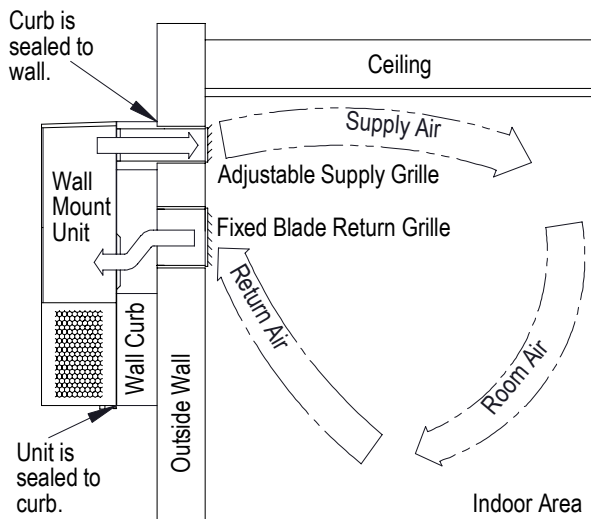 Curb is
sealed to
wall.
Ceiling
Supply Air
Adjustable Supply Grille
Wall
Mount
Unit
Fixed Blade Return Grille
Return Air
Room Air
Wall Curb
Outside Wall
Unit is
sealed to
curb.
Indoor Area